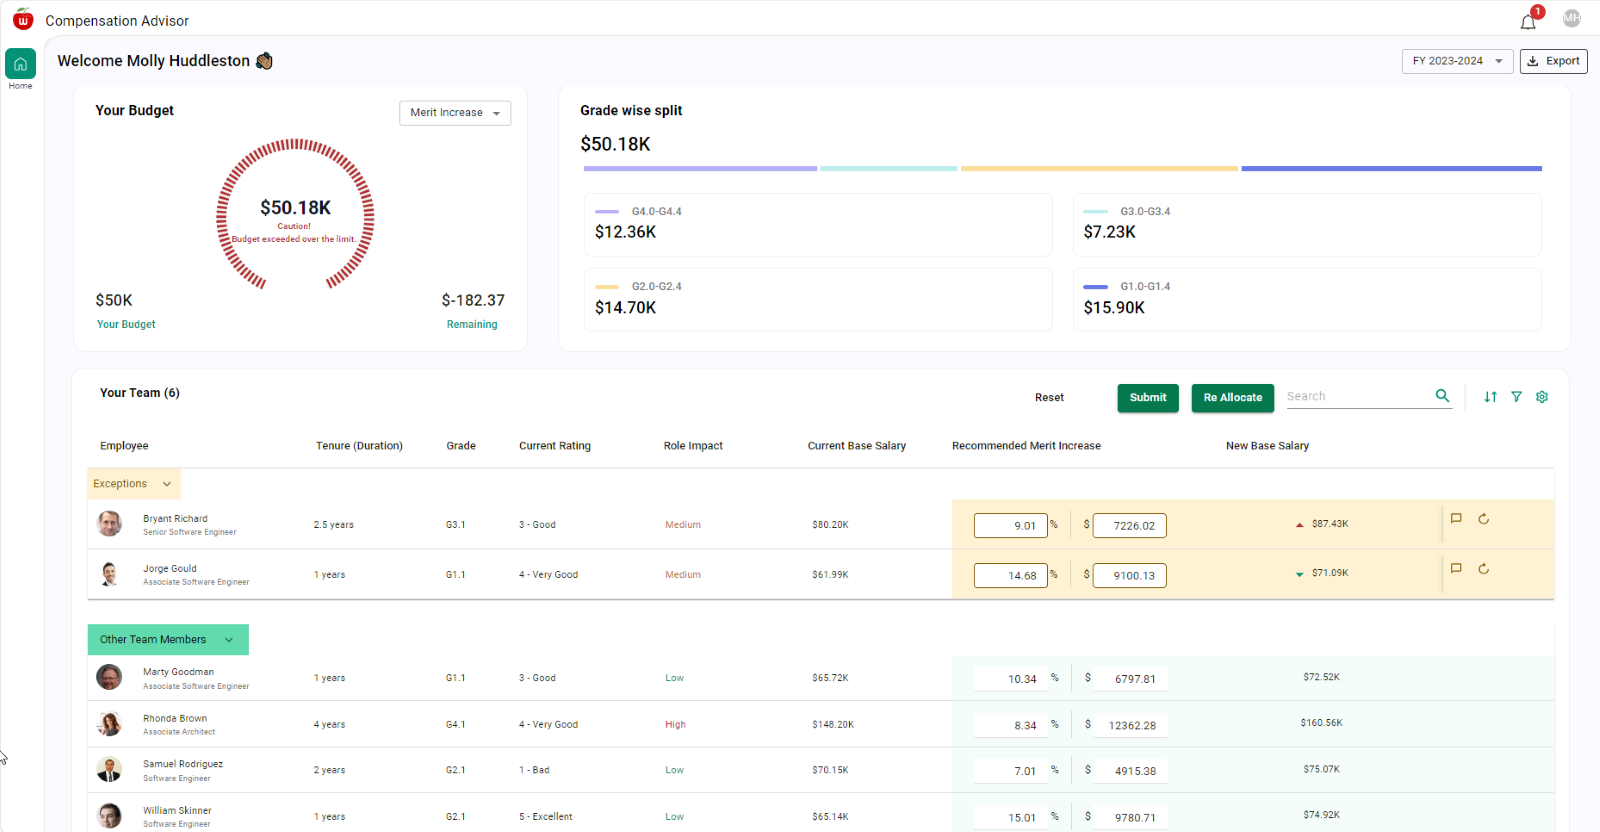 Compensation Advisor
1
MH
Home
Welcome Molly Huddleston
FY 2023-2024
Export
Your Budget
Merit Increase
$50.18K
Caution!
Budget exceeded over the limit.
$50K
$-182.37
Your Budget
Remaining
Grade wise split
$50.18K
G4.0-G4.4
$12.36K
G3.0-G3.4
$7.23K
G2.0-G2.4
$14.70K
G1.0-G1.4
$15.90K
Your Team (6)
Reset
Submit
Re Allocate
Search
Employee Tenure (Duration) Grade Current Rating Role Impact Current Base Salary Recommended Merit Increase New Base Salary
Exceptions
Bryant Richard
Senior Software Engineer
2.5 years G3.1 3 - Good Medium $80.20K 9.01 % $ 7226.02 $87.43K
Jorge Gould
Associate Software Engineer
1 years G1.1 4 - Very Good Medium $61.99K 14.68 % $ 9100.13 $71.09K
Other Team Members
Marty Goodman
Associate Software Engineer
1 years G1.1 3 - Good Low $65.72K 10.34 % $ 6797.81 $72.52K
Rhonda Brown
Associate Architect
4 years G4.1 4 - Very Good High $148.20K 8.34 % $ 12362.28 $160.56K
Samuel Rodriguez
Software Engineer
2 years G2.1 1 - Bad Low $70.15K 7.01 % $ 4915.38 $75.07K
William Skinner
Software Engineer
1 years G2.1 5 - Excellent Low $65.14K 15.01 % $ 9780.71 $74.92K